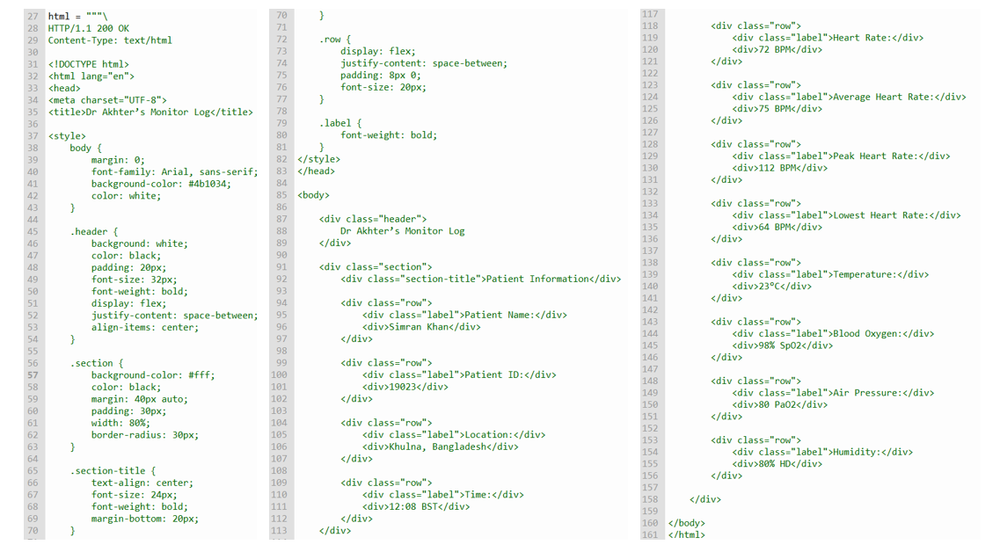 27 html = """\
28 HTTP/1.1 200 OK
29 Content-Type: text/html
30
31 <!DOCTYPE html>
32 <html lang="en">
33 <head>
34 <meta charset="UTF-8">
35 <title>Dr Akhter’s Monitor Log</title>
36
37 <style>
38     body {
39         margin: 0;
40         font-family: Arial, sans-serif;
41         background-color: #4b1034;
42         color: white;
43     }
44
45     .header {
46         background: white;
47         color: black;
48         padding: 20px;
49         font-size: 32px;
50         font-weight: bold;
51         display: flex;
52         justify-content: space-between;
53         align-items: center;
54     }
55
56     .section {
57         background-color: #fff;
58         color: black;
59         margin: 40px auto;
60         padding: 30px;
61         width: 80%;
62         border-radius: 30px;
63     }
64
65     .section-title {
66         text-align: center;
67         font-size: 24px;
68         font-weight: bold;
69         margin-bottom: 20px;
70     }
70     }
71
72     .row {
73         display: flex;
74         justify-content: space-between;
75         padding: 8px 0;
76         font-size: 20px;
77     }
78
79     .label {
80         font-weight: bold;
81     }
82 </style>
83 </head>
84
85 <body>
86
87     <div class="header">
88         Dr Akhter’s Monitor Log
89     </div>
90
91     <div class="section">
92         <div class="section-title">Patient Information</div>
93
94         <div class="row">
95             <div class="label">Patient Name:</div>
96             <div>Simran Khan</div>
97         </div>
98
99         <div class="row">
100             <div class="label">Patient ID:</div>
101             <div>19023</div>
102         </div>
103
104         <div class="row">
105             <div class="label">Location:</div>
106             <div>Khulna, Bangladesh</div>
107         </div>
108
109         <div class="row">
110             <div class="label">Time:</div>
111             <div>12:08 BST</div>
112         </div>
113     </div>
117
118         <div class="row">
119             <div class="label">Heart Rate:</div>
120             <div>72 BPM</div>
121         </div>
122
123         <div class="row">
124             <div class="label">Average Heart Rate:</div>
125             <div>75 BPM</div>
126         </div>
127
128         <div class="row">
129             <div class="label">Peak Heart Rate:</div>
130             <div>112 BPM</div>
131         </div>
132
133         <div class="row">
134             <div class="label">Lowest Heart Rate:</div>
135             <div>64 BPM</div>
136         </div>
137
138         <div class="row">
139             <div class="label">Temperature:</div>
140             <div>23°C</div>
141         </div>
142
143         <div class="row">
144             <div class="label">Blood Oxygen:</div>
145             <div>98% SpO2</div>
146         </div>
147
148         <div class="row">
149             <div class="label">Air Pressure:</div>
150             <div>80 PaO2</div>
151         </div>
152
153         <div class="row">
154             <div class="label">Humidity:</div>
155             <div>80% HD</div>
156         </div>
157
158     </div>
159
160 </body>
161 </html>